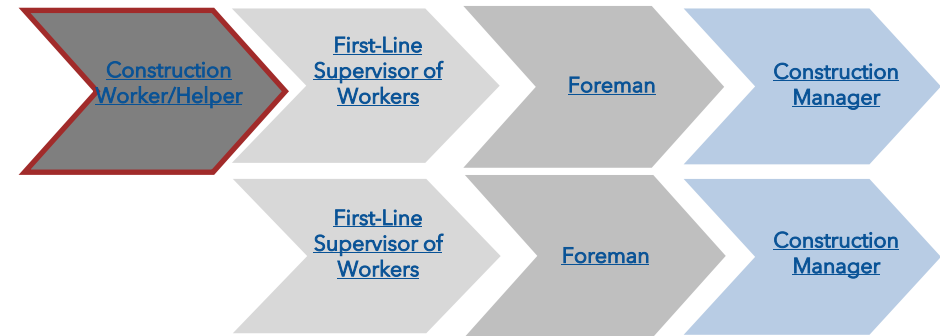 Construction
Worker/Helper
First-Line
Supervisor of
Workers
Foreman
Construction
Manager
First-Line
Supervisor of
Workers
Foreman
Construction
Manager